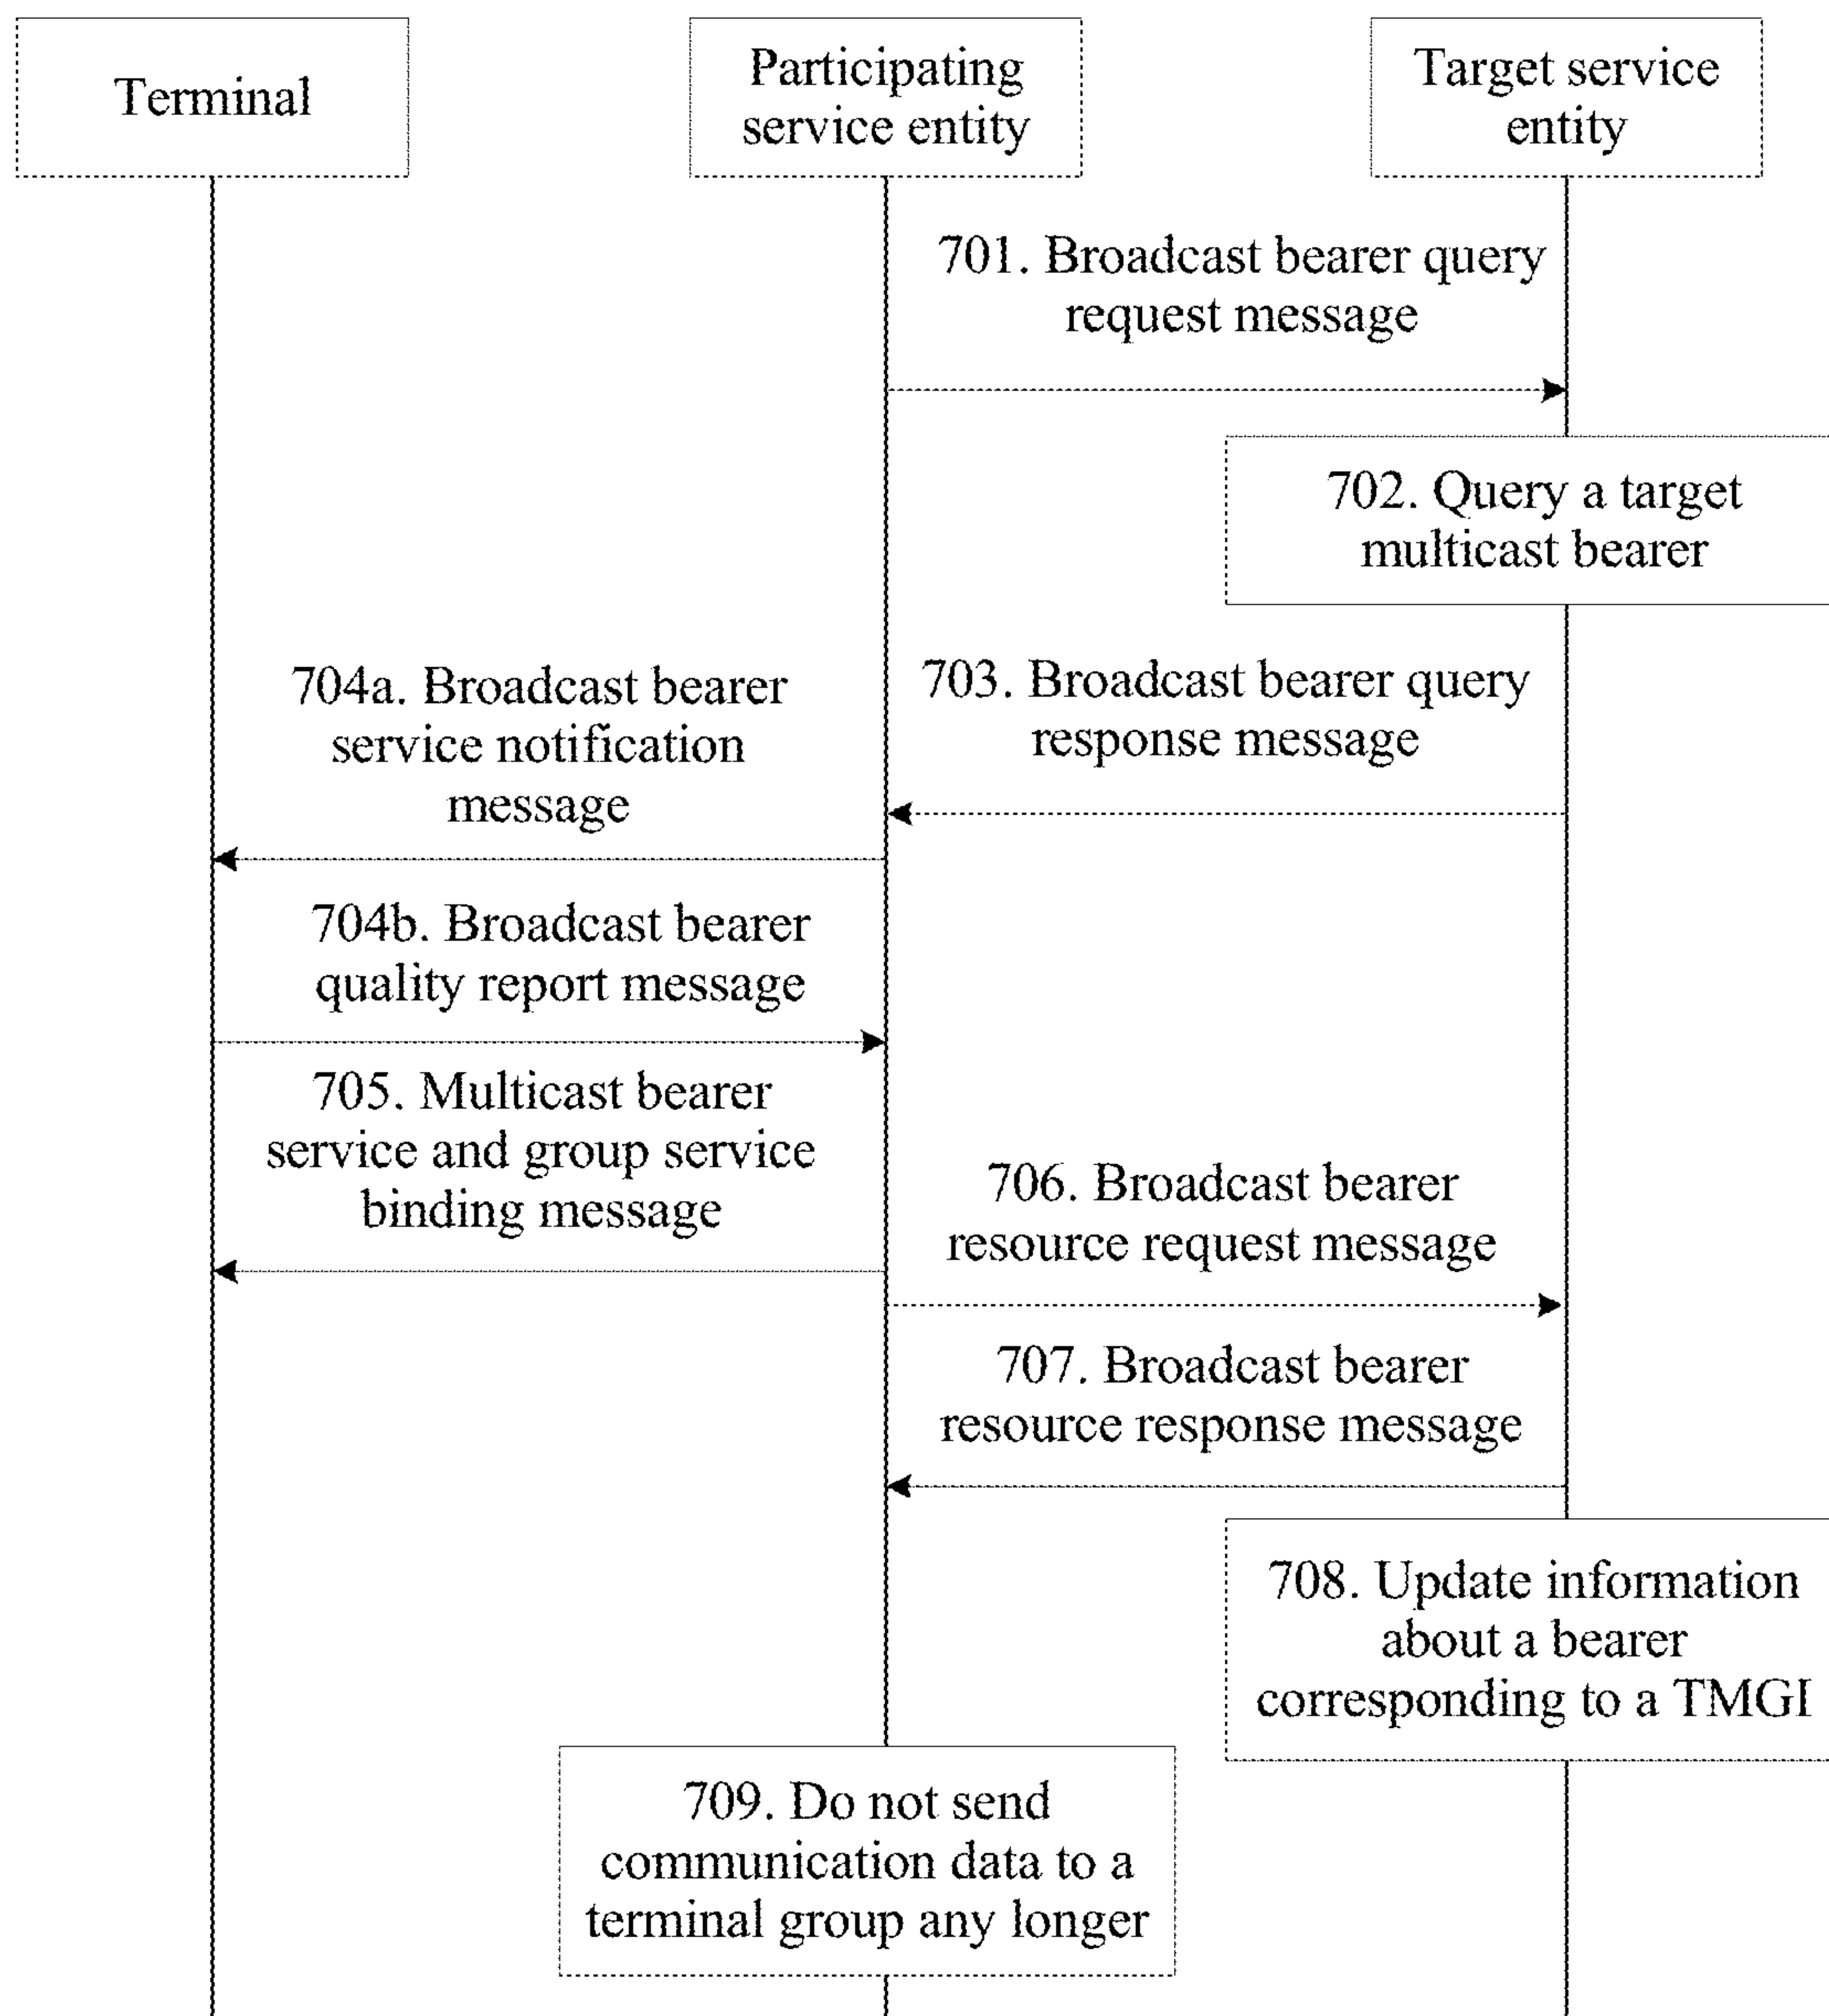 Terminal
Participating
service entity
Target service
entity
701. Broadcast bearer query
request message
702. Query a target
multicast bearer
703. Broadcast bearer query
response message
704a. Broadcast bearer
service notification
message
704b. Broadcast bearer
quality report message
705. Multicast bearer
service and group service
binding message
706. Broadcast bearer
resource request message
707. Broadcast bearer
resource response message
708. Update information
about a bearer
corresponding to a TMGI
709. Do not send
communication data to a
terminal group any longer